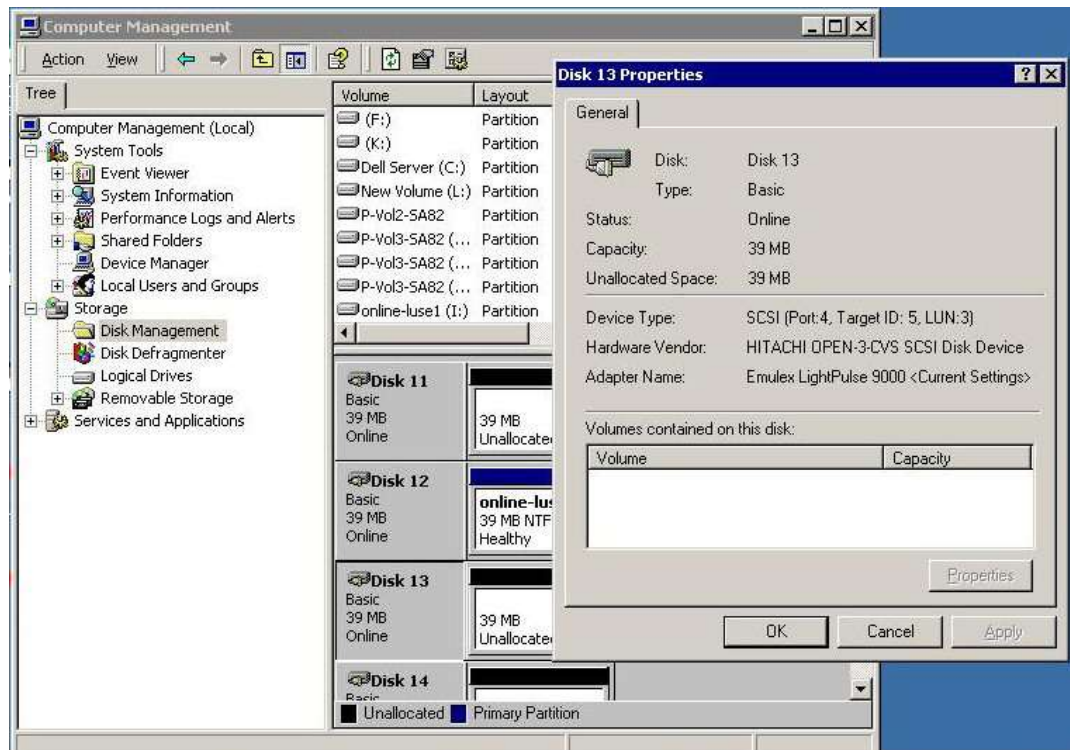 Computer Management
Action View
Tree
Computer Management (Local)
System Tools
Event Viewer
System Information
Performance Logs and Alerts
Shared Folders
Device Manager
Local Users and Groups
Storage
Disk Management
Disk Defragmenter
Logical Drives
Removable Storage
Services and Applications
Volume Layout
(F:) Partition
(K:) Partition
Dell Server (C:) Partition
New Volume (L:) Partition
P-Vol2-SA82 Partition
P-Vol3-SA82 (... Partition
P-Vol3-SA82 (... Partition
P-Vol3-SA82 (... Partition
online-luse1 (I:) Partition
Disk 11
Basic
39 MB
Online
39 MB
Unallocate
Disk 12
Basic
39 MB
Online
online-lus
39 MB NTF
Healthy
Disk 13
Basic
39 MB
Online
39 MB
Unallocate
Disk 14
Basic
Unallocated Primary Partition
Disk 13 Properties
General
Disk: Disk 13
Type: Basic
Status: Online
Capacity: 39 MB
Unallocated Space: 39 MB
Device Type: SCSI (Port:4, Target ID: 5, LUN:3)
Hardware Vendor: HITACHI OPEN-3-CVS SCSI Disk Device
Adapter Name: Emulex LightPulse 9000 <Current Settings>
Volumes contained on this disk:
Volume Capacity
Properties
OK Cancel Apply